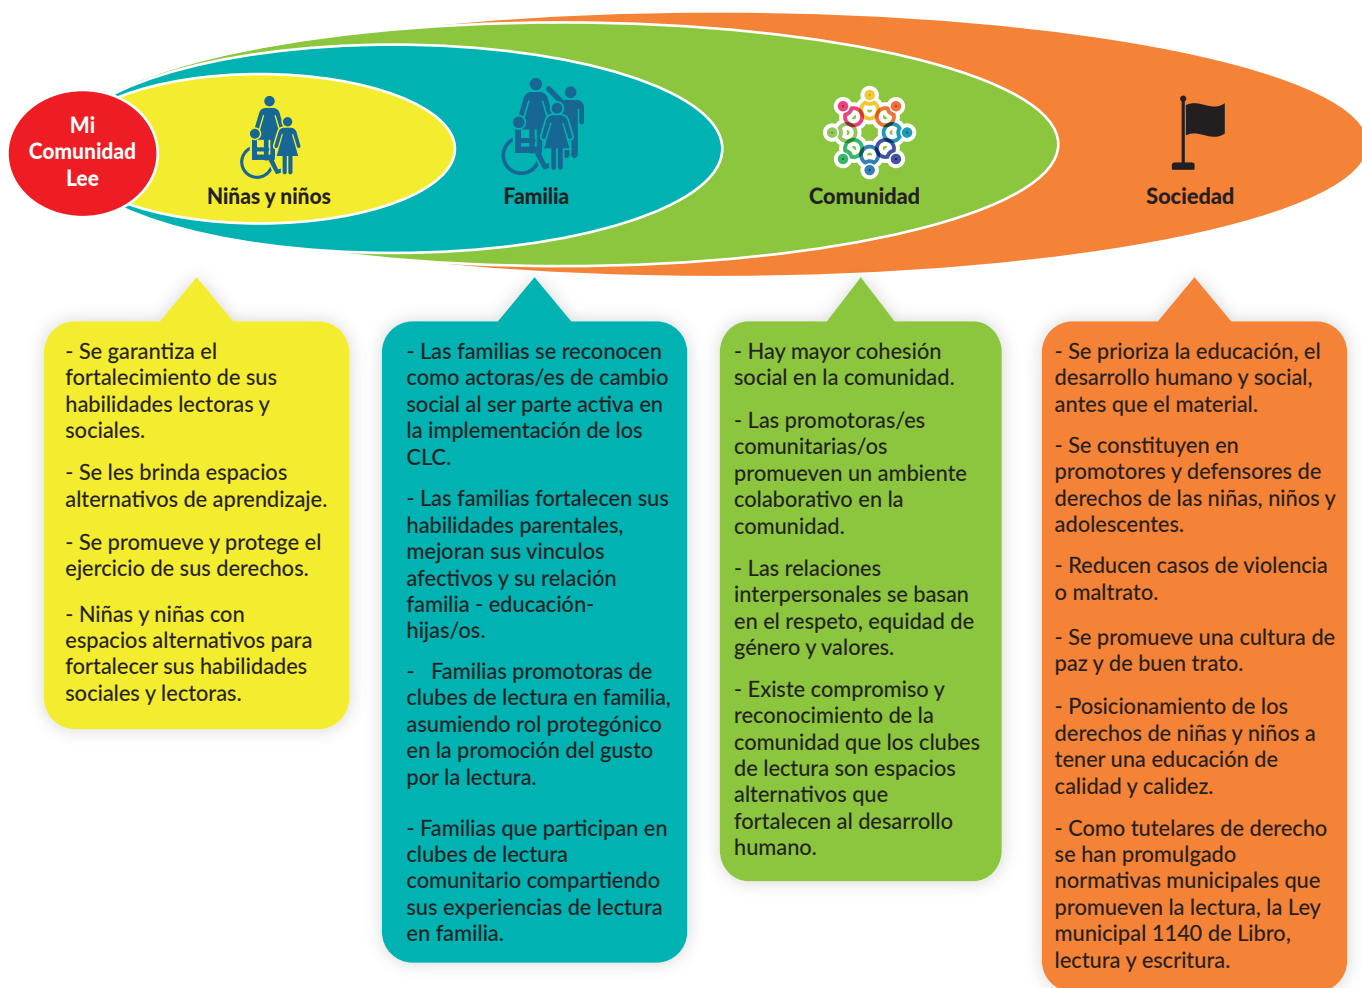 Mi
Comunidad
Lee
Niñas y niños
Familia
Comunidad
Sociedad
- Se garantiza el
fortalecimiento de sus
habilidades lectoras y
sociales.
- Se les brinda espacios
alternativos de aprendizaje.
- Se promueve y protege el
ejercicio de sus derechos.
- Niñas y niñas con
espacios alternativos para
fortalecer sus habilidades
sociales y lectoras.
- Las familias se reconocen
como actoras/es de cambio
social al ser parte activa en
la implementación de los
CLC.
- Las familias fortalecen sus
habilidades parentales,
mejoran sus vinculos
afectivos y su relación
familia - educación-
hijas/os.
- Familias promotoras de
clubes de lectura en familia,
asumiendo rol protegónico
en la promoción del gusto
por la lectura.
- Familias que participan en
clubes de lectura
comunitario compartiendo
sus experiencias de lectura
en familia.
- Hay mayor cohesión
social en la comunidad.
- Las promotoras/es
comunitarias/os
promueven un ambiente
colaborativo en la
comunidad.
- Las relaciones
interpersonales se basan
en el respeto, equidad de
género y valores.
- Existe compromiso y
reconocimiento de la
comunidad que los clubes
de lectura son espacios
alternativos que
fortalecen al desarrollo
humano.
- Se prioriza la educación, el
desarrollo humano y social,
antes que el material.
- Se constituyen en
promotores y defensores de
derechos de las niñas, niños y
adolescentes.
- Reducen casos de violencia
o maltrato.
- Se promueve una cultura de
paz y de buen trato.
- Posicionamiento de los
derechos de niñas y niños a
tener una educación de
calidad y calidez.
- Como tutelares de derecho
se han promulgado
normativas municipales que
promueven la lectura, la Ley
municipal 1140 de Libro,
lectura y escritura.